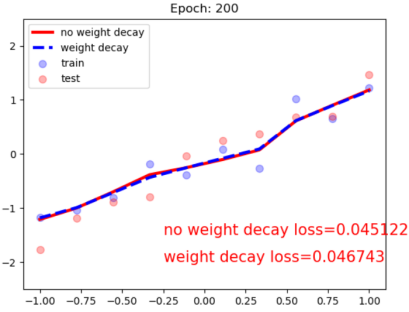 Epoch: 200
no weight decay
weight decay
train
test
2
1
0
−1
−2
no weight decay loss=0.045122
weight decay loss=0.046743
−1.00 −0.75 −0.50 −0.25 0.00 0.25 0.50 0.75 1.00